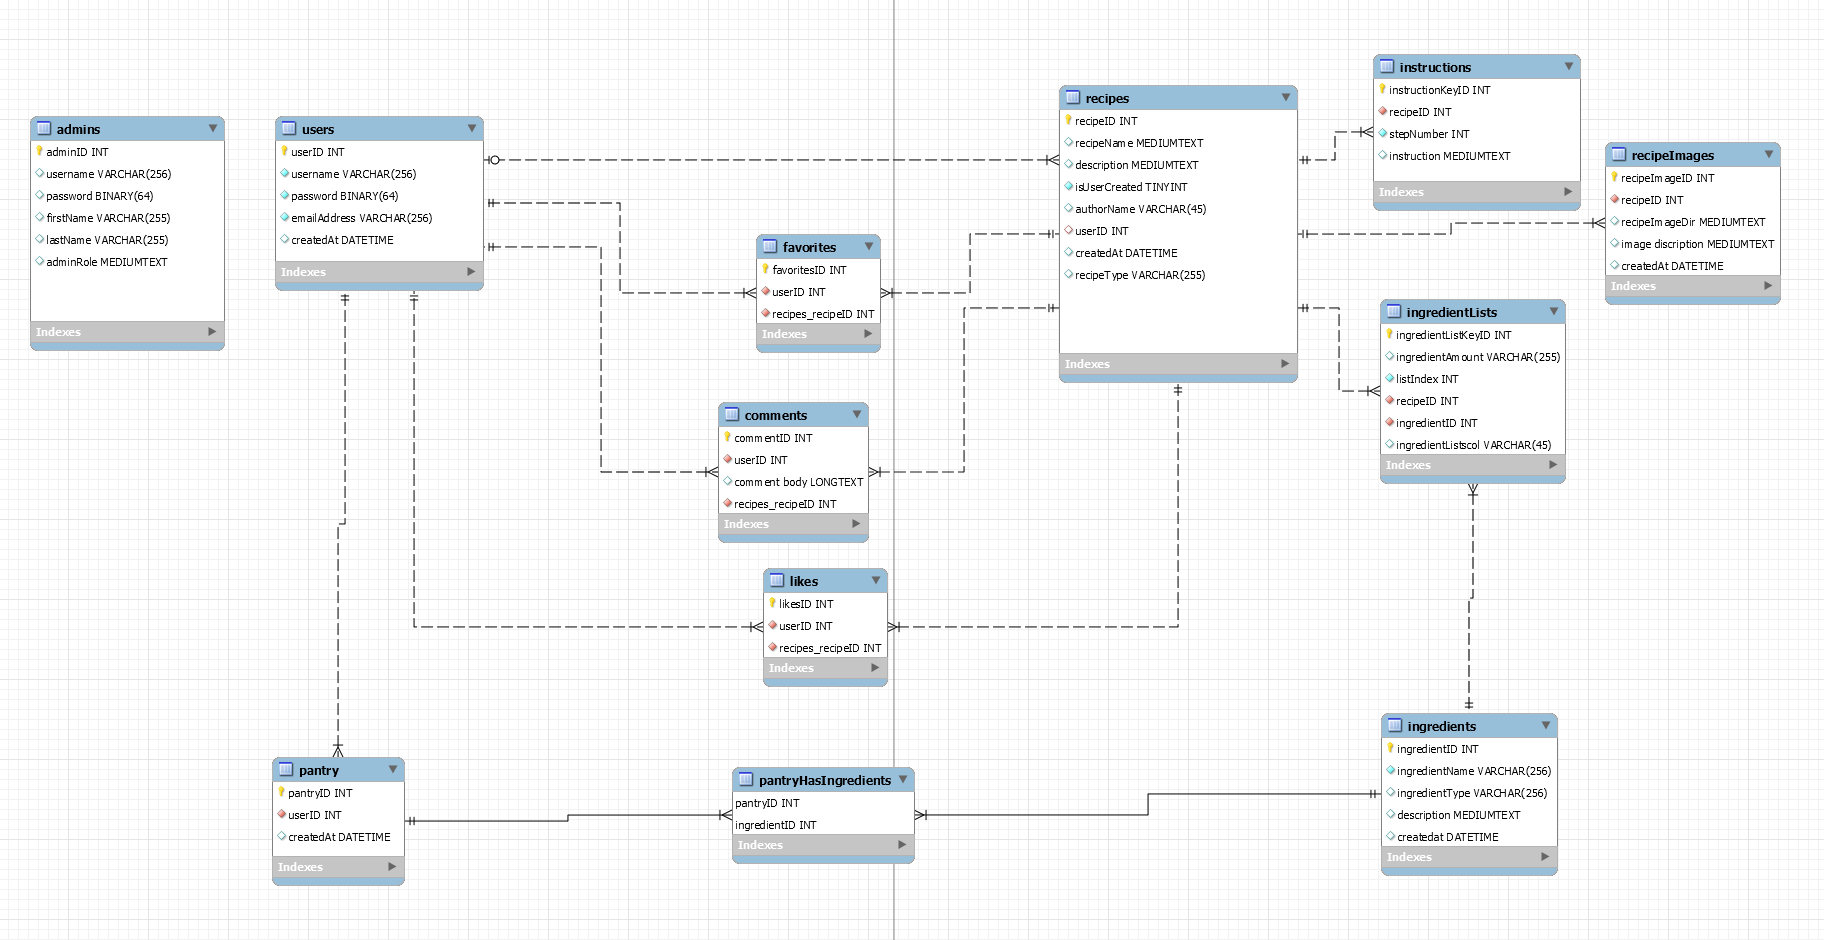 admins
adminID INT
username VARCHAR(256)
password BINARY(64)
firstName VARCHAR(255)
lastName VARCHAR(255)
adminRole MEDIUMTEXT
Indexes
users
userID INT
username VARCHAR(256)
password BINARY(64)
emailAddress VARCHAR(256)
createdAt DATETIME
Indexes
favorites
favoritesID INT
userID INT
recipes_recipeID INT
Indexes
comments
commentID INT
userID INT
comment body LONGTEXT
recipes_recipeID INT
Indexes
likes
likesID INT
userID INT
recipes_recipeID INT
Indexes
recipes
recipeID INT
recipeName MEDIUMTEXT
description MEDIUMTEXT
isUserCreated TINYINT
authorName VARCHAR(45)
userID INT
createdAt DATETIME
recipeType VARCHAR(255)
Indexes
instructions
instructionKeyID INT
recipeID INT
stepNumber INT
instruction MEDIUMTEXT
Indexes
recipeImages
recipeImageID INT
recipeID INT
recipeImageDir MEDIUMTEXT
image discription MEDIUMTEXT
createdAt DATETIME
Indexes
ingredientLists
ingredientListKeyID INT
ingredientAmount VARCHAR(255)
listIndex INT
recipeID INT
ingredientID INT
ingredientListscol VARCHAR(45)
Indexes
pantry
pantryID INT
userID INT
createdAt DATETIME
Indexes
pantryHasIngredients
pantryID INT
ingredientID INT
Indexes
ingredients
ingredientID INT
ingredientName VARCHAR(256)
ingredientType VARCHAR(256)
description MEDIUMTEXT
createdat DATETIME
Indexes